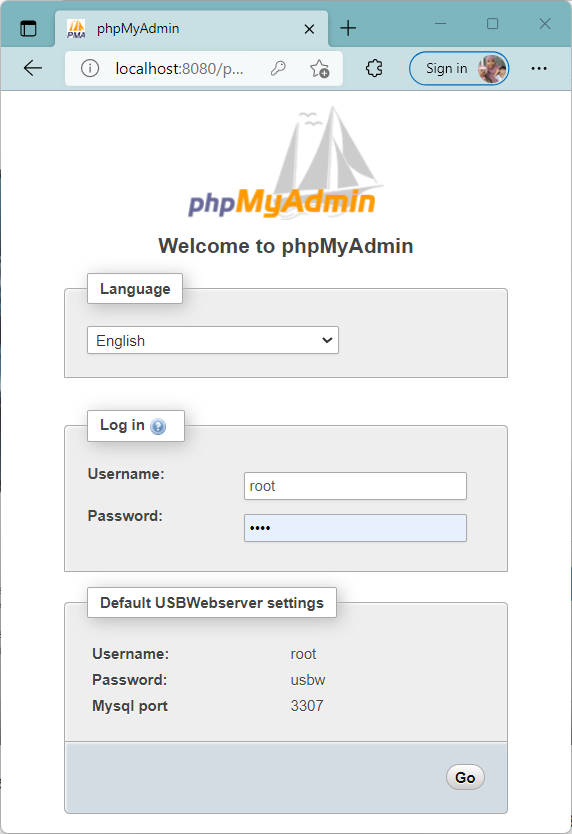 phpMyAdmin
localhost:8080/p...
Sign in
phpMyAdmin
Welcome to phpMyAdmin
Language
English
Log in
Username:
root
Password:
••••
Default USBWebserver settings
Username: root
Password: usbw
Mysql port 3307
Go